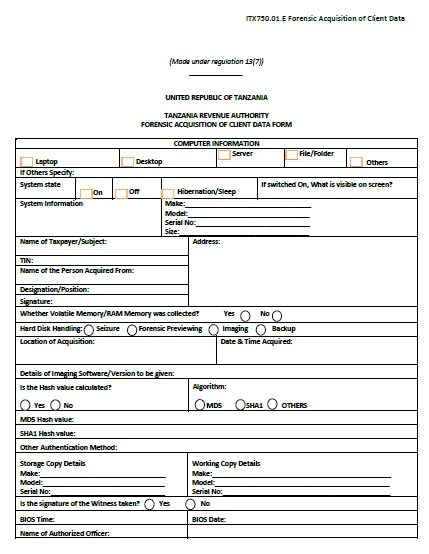 ITX750.01.E Forensic Acquisition of Client Data
(Made under regulation 13(7))
UNITED REPUBLIC OF TANZANIA
TANZANIA REVENUE AUTHORITY
FORENSIC ACQUISITION OF CLIENT DATA FORM
COMPUTER INFORMATION
Laptop Desktop Server File/Folder Others
If Others Specify:
System state On Off Hibernation/Sleep If switched On, What is visible on screen?
System Information Make:
Model:
Serial No:
Size:
Name of Taxpayer/Subject: Address:
TIN:
Name of the Person Acquired From:
Designation/Position:
Signature:
Whether Volatile Memory/RAM Memory was collected? Yes No
Hard Disk Handling: Seizure Forensic Previewing Imaging Backup
Location of Acquisition: Date & Time Acquired:
Details of Imaging Software/Version to be given:
Is the Hash value calculated? Algorithm:
Yes No MD5 SHA1 OTHERS
MD5 Hash value:
SHA1 Hash value:
Other Authentication Method:
Storage Copy Details Working Copy Details
Make: Make:
Model: Model:
Serial No: Serial No:
Is the signature of the Witness taken? Yes No
BIOS Time: BIOS Date:
Name of Authorized Officer: